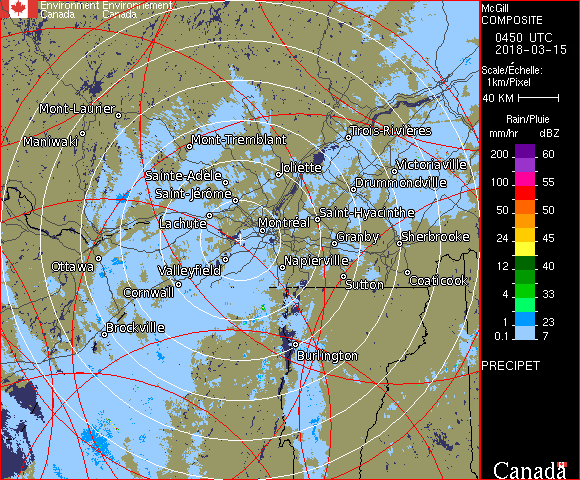 Environment Environnement
Canada Canada
McGill
COMPOSITE
0450 UTC
2018-03-15
Scale/Échelle:
1km/Pixel
40 KM
Rain/Pluie
mm/hr dBZ
200 60
100 55
50 50
24 45
12 40
4 33
1 23
0.1 7
PRECIPET
Mont-Laurier
Maniwaki
Mont-Tremblant
Trois-Rivières
Joliette
Victoriaville
Sainte-Adèle
Drummondville
Saint-Jérôme
Lachute
Saint-Hyacinthe
Montréal
Granby
Sherbrooke
Ottawa
Valleyfield
Napierville
Cornwall
Sutton
Coaticook
Brockville
Burlington
Canada